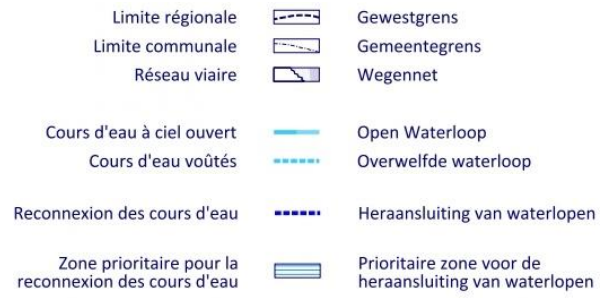 Limite régionale Gewestgrens
Limite communale Gemeentegrens
Réseau viaire Wegennet
Cours d'eau à ciel ouvert Open Waterloop
Cours d'eau voûtés Overwelfde waterloop
Reconnexion des cours d'eau Heraansluiting van waterlopen
Zone prioritaire pour la Prioritaire zone voor de
reconnexion des cours d'eau heraansluiting van waterlopen